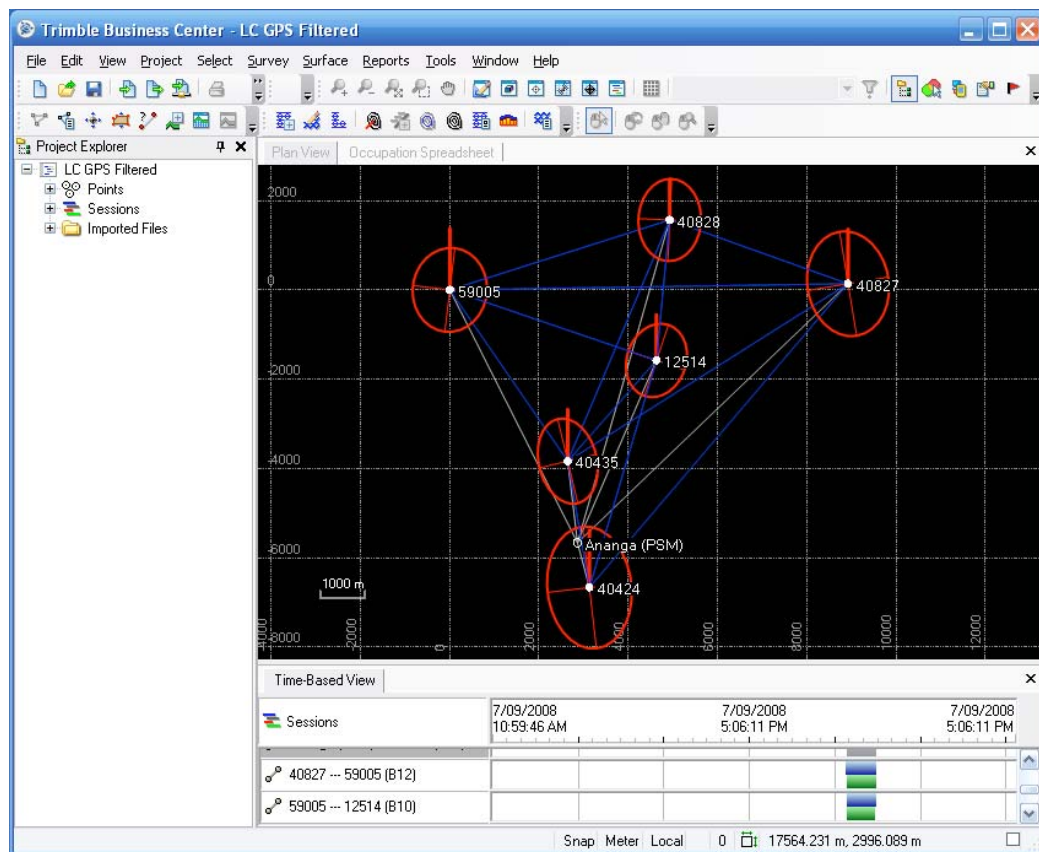 Trimble Business Center - LC GPS Filtered
File Edit View Project Select Survey Surface Reports Tools Window Help
Project Explorer
Plan View Occupation Spreadsheet
LC GPS Filtered
Points
Sessions
Imported Files
2000
40828
0
59005
40827
12514
-2000
-4000
40435
-6000
Ananga (PSM)
1000 m
40424
-8000
-4000 -2000 0 2000 4000 6000 8000 10000 12000
Time-Based View
Sessions
7/09/2008 7/09/2008 7/09/2008
10:59:46 AM 5:06:11 PM 5:06:11 PM
40827 --- 59005 (B12)
59005 --- 12514 (B10)
Snap Meter Local 0 17564.231 m, 2996.089 m